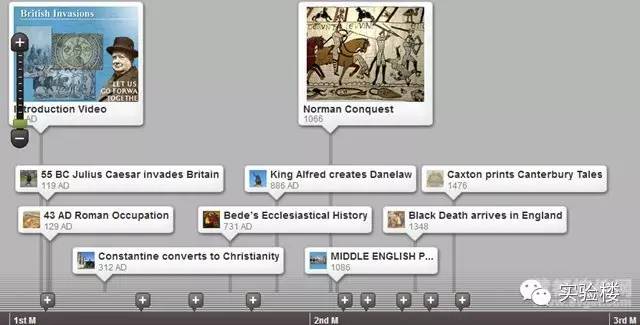 British Invasions
LET US
GO FORWARD
TOGETHER
Introduction Video
AD
Norman Conquest
1066
55 BC Julius Caesar invades Britain
119 AD
King Alfred creates Danelaw
886 AD
Caxton prints Canterbury Tales
1476
43 AD Roman Occupation
129 AD
Bede's Ecclesiastical History
731 AD
Black Death arrives in England
1348
Constantine converts to Christianity
312 AD
MIDDLE ENGLISH P...
1086
实验楼
1st M
2nd M
3rd M